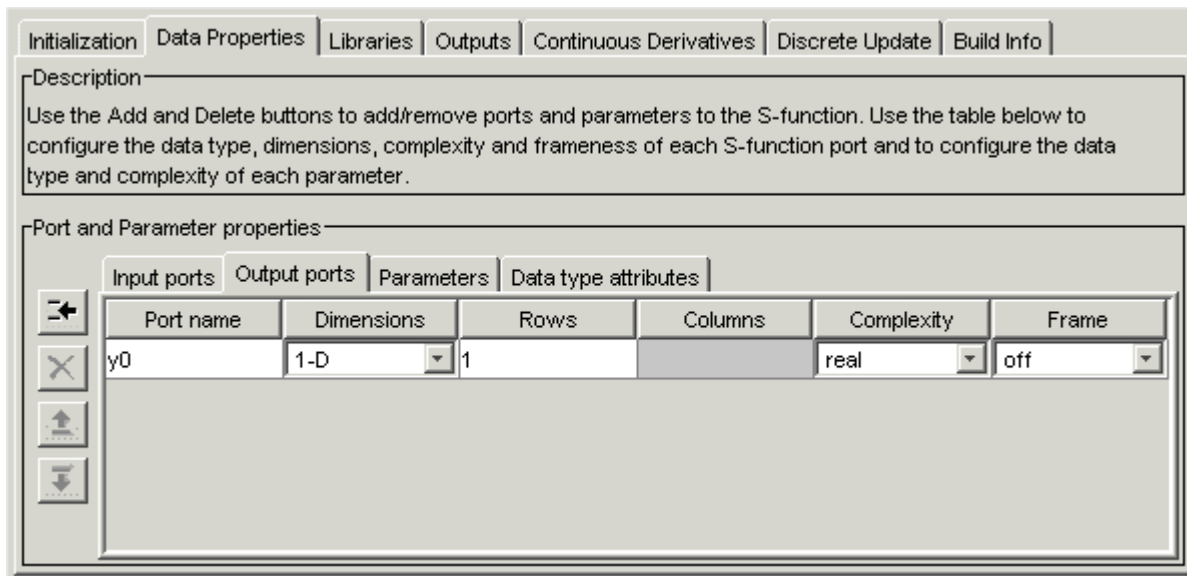 Initialization Data Properties Libraries Outputs Continuous Derivatives Discrete Update Build Info
Description
Use the Add and Delete buttons to add/remove ports and parameters to the S-function. Use the table below to
configure the data type, dimensions, complexity and frameness of each S-function port and to configure the data
type and complexity of each parameter.
Port and Parameter properties
Input ports Output ports Parameters Data type attributes
Port name Dimensions Rows Columns Complexity Frame
y0 1-D 1 real off